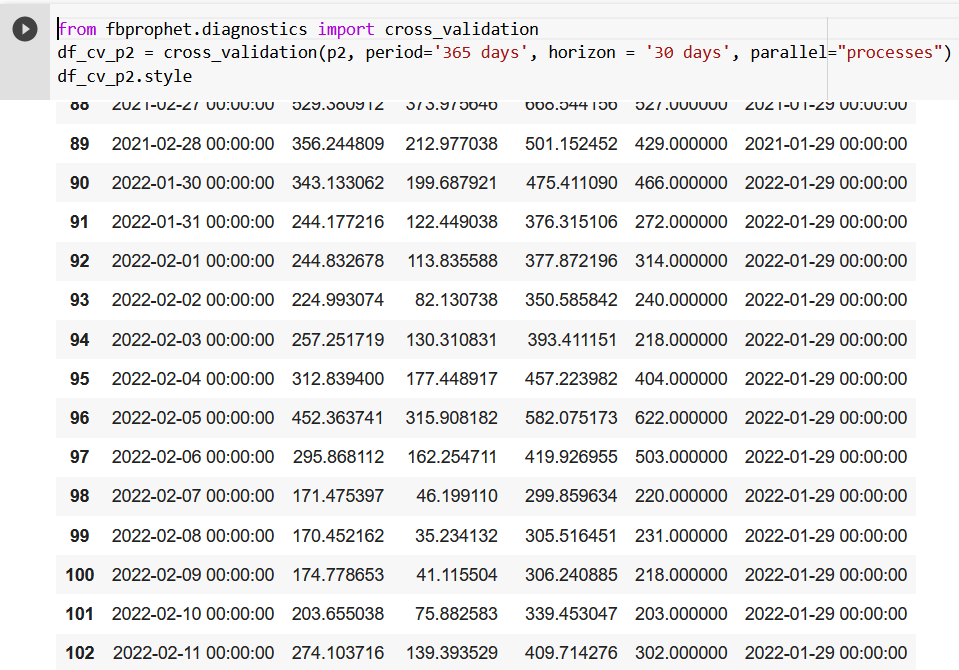 from fbprophet.diagnostics import cross_validation
df_cv_p2 = cross_validation(p2, period='365 days', horizon = '30 days', parallel="processes")
df_cv_p2.style
88 2021-02-27 00:00:00 529.380912 373.975646 668.544156 527.000000 2021-01-29 00:00:00
89 2021-02-28 00:00:00 356.244809 212.977038 501.152452 429.000000 2021-01-29 00:00:00
90 2022-01-30 00:00:00 343.133062 199.687921 475.411090 466.000000 2022-01-29 00:00:00
91 2022-01-31 00:00:00 244.177216 122.449038 376.315106 272.000000 2022-01-29 00:00:00
92 2022-02-01 00:00:00 244.832678 113.835588 377.872196 314.000000 2022-01-29 00:00:00
93 2022-02-02 00:00:00 224.993074 82.130738 350.585842 240.000000 2022-01-29 00:00:00
94 2022-02-03 00:00:00 257.251719 130.310831 393.411151 218.000000 2022-01-29 00:00:00
95 2022-02-04 00:00:00 312.839400 177.448917 457.223982 404.000000 2022-01-29 00:00:00
96 2022-02-05 00:00:00 452.363741 315.908182 582.075173 622.000000 2022-01-29 00:00:00
97 2022-02-06 00:00:00 295.868112 162.254711 419.926955 503.000000 2022-01-29 00:00:00
98 2022-02-07 00:00:00 171.475397 46.199110 299.859634 220.000000 2022-01-29 00:00:00
99 2022-02-08 00:00:00 170.452162 35.234132 305.516451 231.000000 2022-01-29 00:00:00
100 2022-02-09 00:00:00 174.778653 41.115504 306.240885 218.000000 2022-01-29 00:00:00
101 2022-02-10 00:00:00 203.655038 75.882583 339.453047 203.000000 2022-01-29 00:00:00
102 2022-02-11 00:00:00 274.103716 139.393529 409.714276 302.000000 2022-01-29 00:00:00